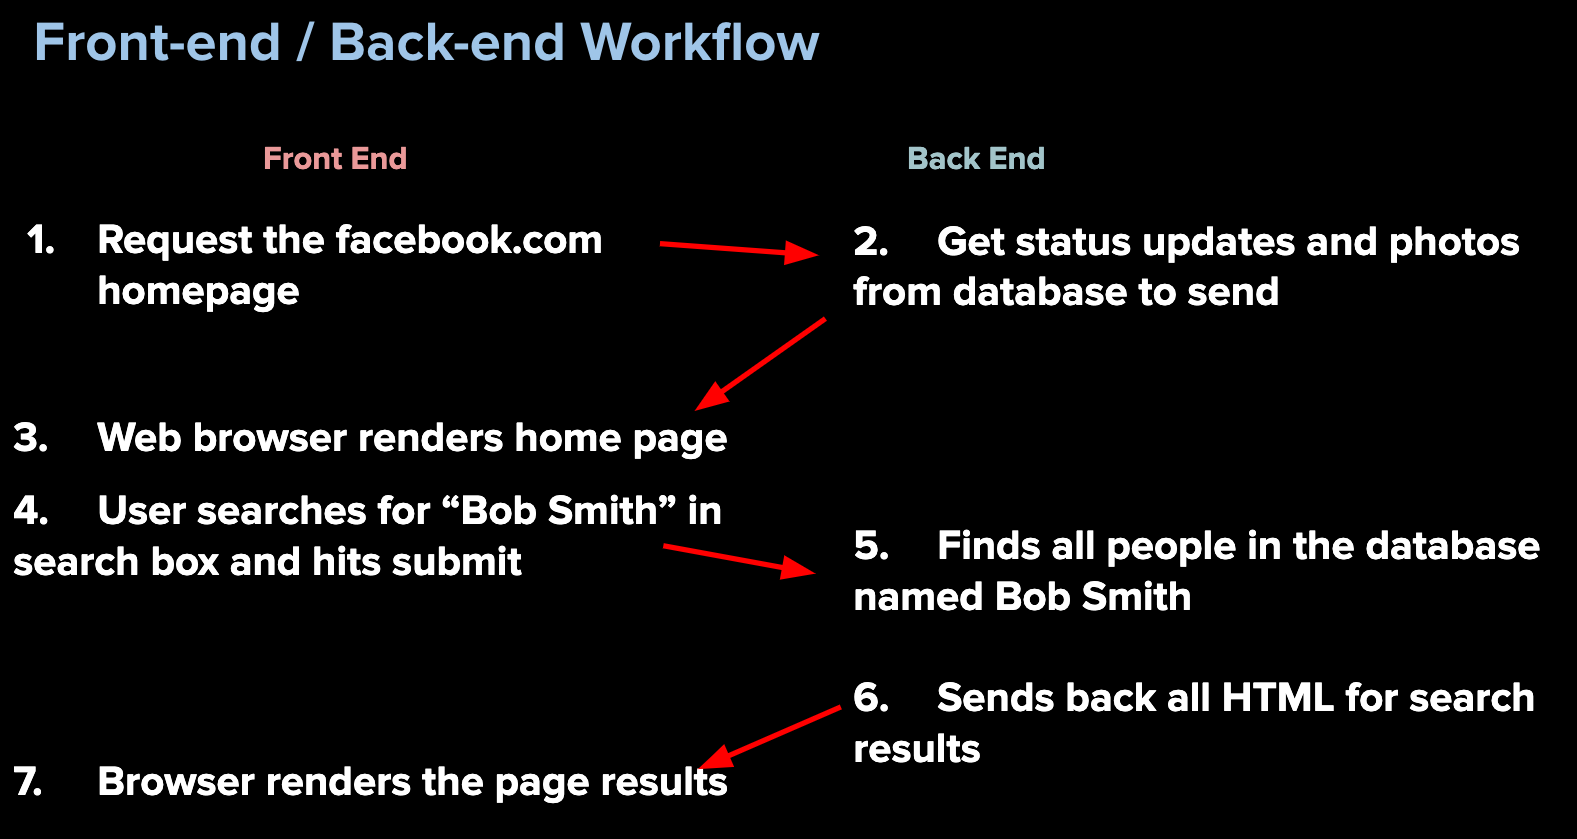 Front-end / Back-end Workflow
Front End
Back End
1. Request the facebook.com
homepage
2. Get status updates and photos
from database to send
3. Web browser renders home page
4. User searches for “Bob Smith” in
search box and hits submit
5. Finds all people in the database
named Bob Smith
6. Sends back all HTML for search
results
7. Browser renders the page results